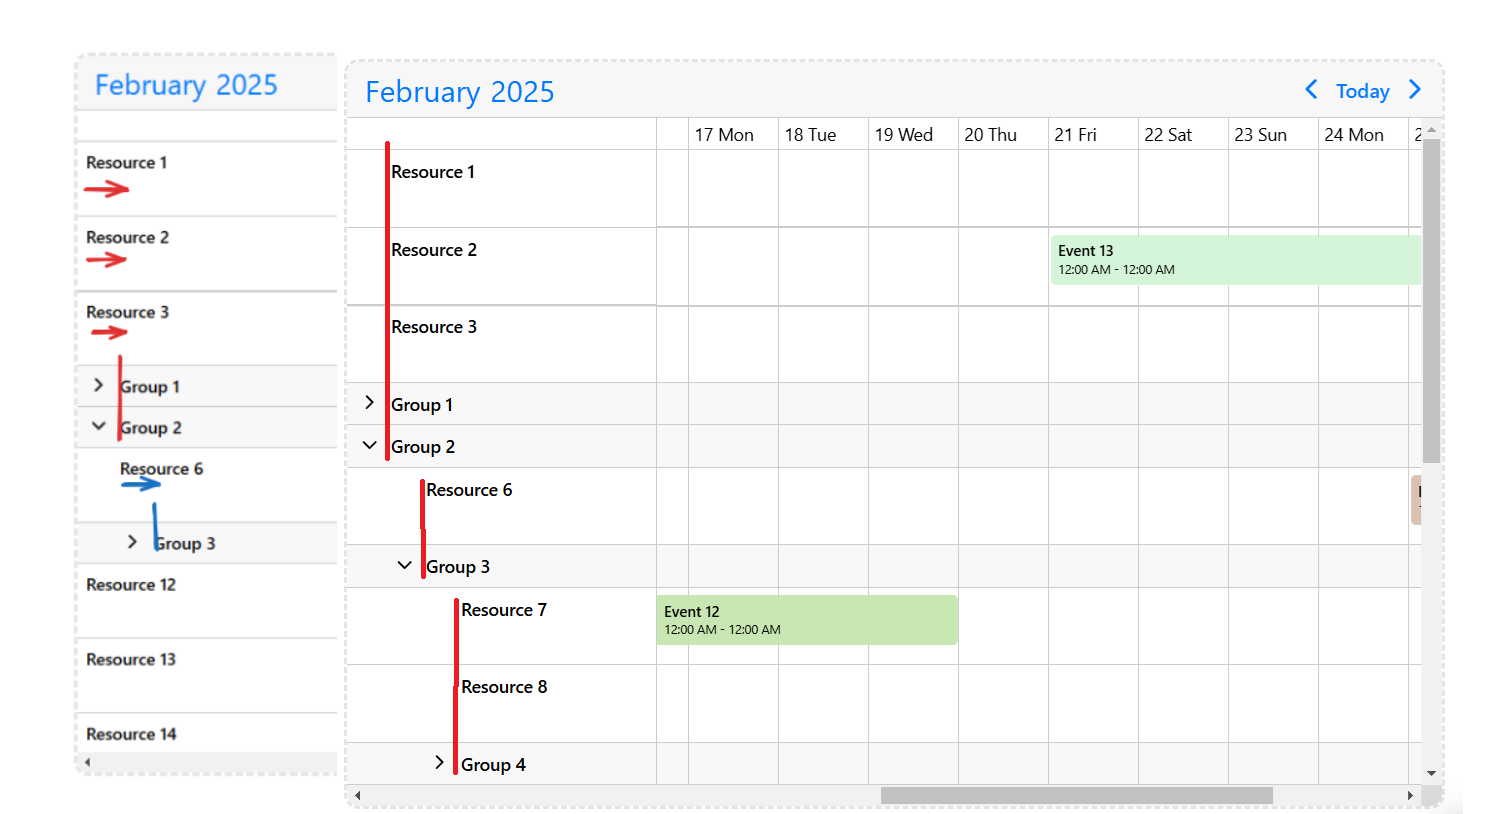 February 2025
Resource 1
Resource 2
Resource 3
Group 1
Group 2
Resource 6
Group 3
Resource 12
Resource 13
Resource 14
February 2025
Today
17 Mon 18 Tue 19 Wed 20 Thu 21 Fri 22 Sat 23 Sun 24 Mon 2
Resource 1
Resource 2
Event 13
12:00 AM - 12:00 AM
Resource 3
Group 1
Group 2
Resource 6
Group 3
Resource 7
Event 12
12:00 AM - 12:00 AM
Resource 8
Group 4